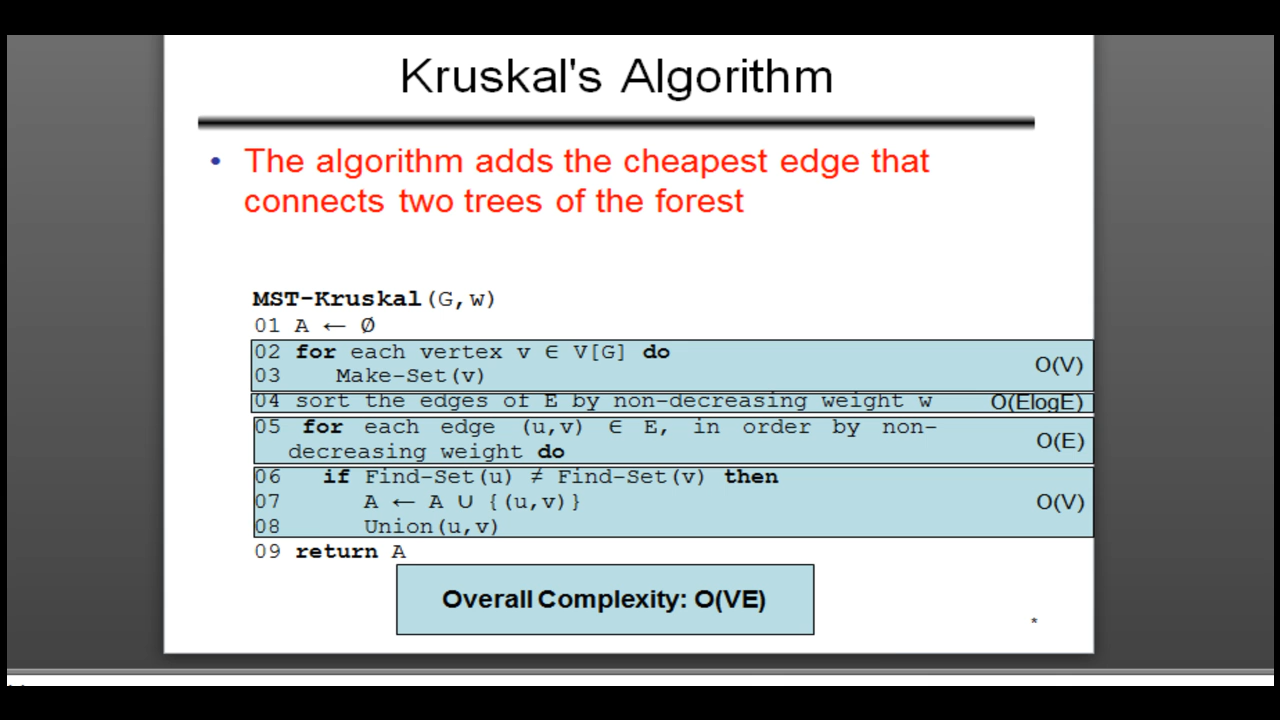 Kruskal's Algorithm
• The algorithm adds the cheapest edge that
connects two trees of the forest
MST-Kruskal(G,w)
01 A ← Ø
02 for each vertex v ∈ V[G] do
03 Make-Set(v)
O(V)
04 sort the edges of E by non-decreasing weight w O(ElogE)
05 for each edge (u,v) ∈ E, in order by non-
decreasing weight do
O(E)
06 if Find-Set(u) ≠ Find-Set(v) then
07 A ← A ∪ {(u,v)}
O(V)
08 Union(u,v)
09 return A
Overall Complexity: O(VE)
*